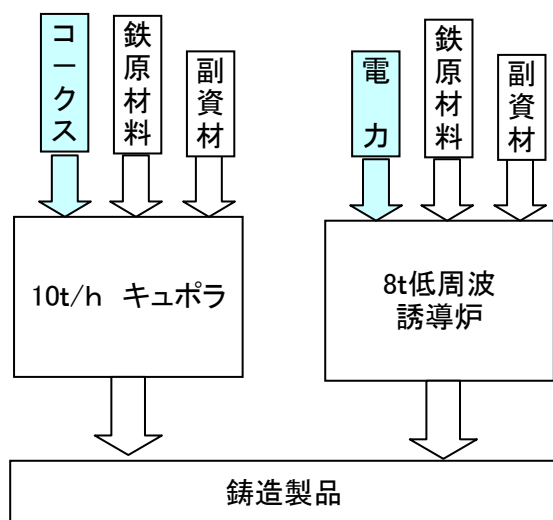 コークス
鉄原材料
副資材
電力
鉄原材料
副資材
10t/h キュポラ
8t低周波
誘導炉
鋳造製品